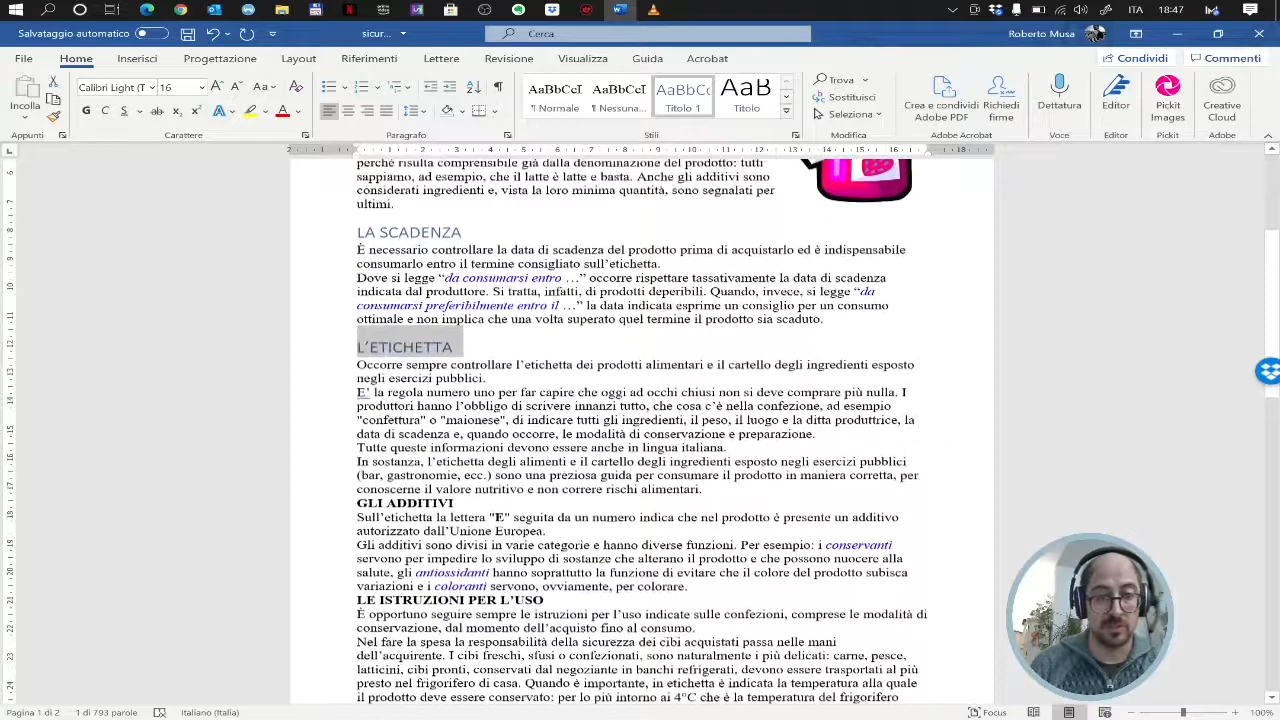 ITA 18:47
Salvataggio automatico sicur... Cerca Roberto Musa
File Home Inserisci Progettazione Layout Riferimenti Lettere Revisione Visualizza Guida Acrobat Condividi Commenti
Incolla
Calibri Light (T 16
AaBbCcI AaBbCcI AaBbCc AaB
¶ Normale ¶ Nessuna... Titolo 1 Titolo
Trova
Sostituisci
Seleziona
Crea e condividi Adobe PDF
Richiedi firme
Dettatura
Editor
Pickit Images
Creative Cloud
Appunti Carattere Paragrafo Stili Modifica Adobe Acrobat Voce Editor Pickit Adobe
perché risulta comprensibile già dalla denominazione del prodotto: tutti
sappiamo, ad esempio, che il latte è latte e basta. Anche gli additivi sono
considerati ingredienti e, vista la loro minima quantità, sono segnalati per
ultimi.
LA SCADENZA
È necessario controllare la data di scadenza del prodotto prima di acquistarlo ed è indispensabile
consumarlo entro il termine consigliato sull'etichetta.
Dove si legge “da consumarsi entro …” occorre rispettare tassativamente la data di scadenza
indicata dal produttore. Si tratta, infatti, di prodotti deperibili. Quando, invece, si legge “da
consumarsi preferibilmente entro il …” la data indicata esprime un consiglio per un consumo
ottimale e non implica che una volta superato quel termine il prodotto sia scaduto.
L'ETICHETTA
Occorre sempre controllare l'etichetta dei prodotti alimentari e il cartello degli ingredienti esposto
negli esercizi pubblici.
E' la regola numero uno per far capire che oggi ad occhi chiusi non si deve comprare più nulla. I
produttori hanno l'obbligo di scrivere innanzi tutto, che cosa c'è nella confezione, ad esempio
"confettura" o "maionese", di indicare tutti gli ingredienti, il peso, il luogo e la ditta produttrice, la
data di scadenza e, quando occorre, le modalità di conservazione e preparazione.
Tutte queste informazioni devono essere anche in lingua italiana.
In sostanza, l'etichetta degli alimenti e il cartello degli ingredienti esposto negli esercizi pubblici
(bar, gastronomie, ecc.) sono una preziosa guida per consumare il prodotto in maniera corretta, per
conoscerne il valore nutritivo e non correre rischi alimentari.
GLI ADDITIVI
Sull'etichetta la lettera "E" seguita da un numero indica che nel prodotto è presente un additivo
autorizzato dall'Unione Europea.
Gli additivi sono divisi in varie categorie e hanno diverse funzioni. Per esempio: i conservanti
servono per impedire lo sviluppo di sostanze che alterano il prodotto e che possono nuocere alla
salute, gli antiossidanti hanno soprattutto la funzione di evitare che il colore del prodotto subisca
variazioni e i coloranti servono, ovviamente, per colorare.
LE ISTRUZIONI PER L'USO
È opportuno seguire sempre le istruzioni per l'uso indicate sulle confezioni, comprese le modalità di
conservazione, dal momento dell'acquisto fino al consumo.
Nel fare la spesa la responsabilità della sicurezza dei cibi acquistati passa nelle mani
dell'acquirente. I cibi freschi, sfusi o confezionati, sono naturalmente i più delicati: carne, pesce,
latticini, cibi pronti, conservati dal negoziante in banchi refrigerati, devono essere trasportati al più
presto nel frigorifero di casa. Quando è importante, in etichetta è indicata la temperatura alla quale
il prodotto deve essere conservato: per lo più intorno ai 4°C che è la temperatura del frigorifero
Pagina 1 di 2 1 di 793 parole Italiano (Italia) Focus 100%